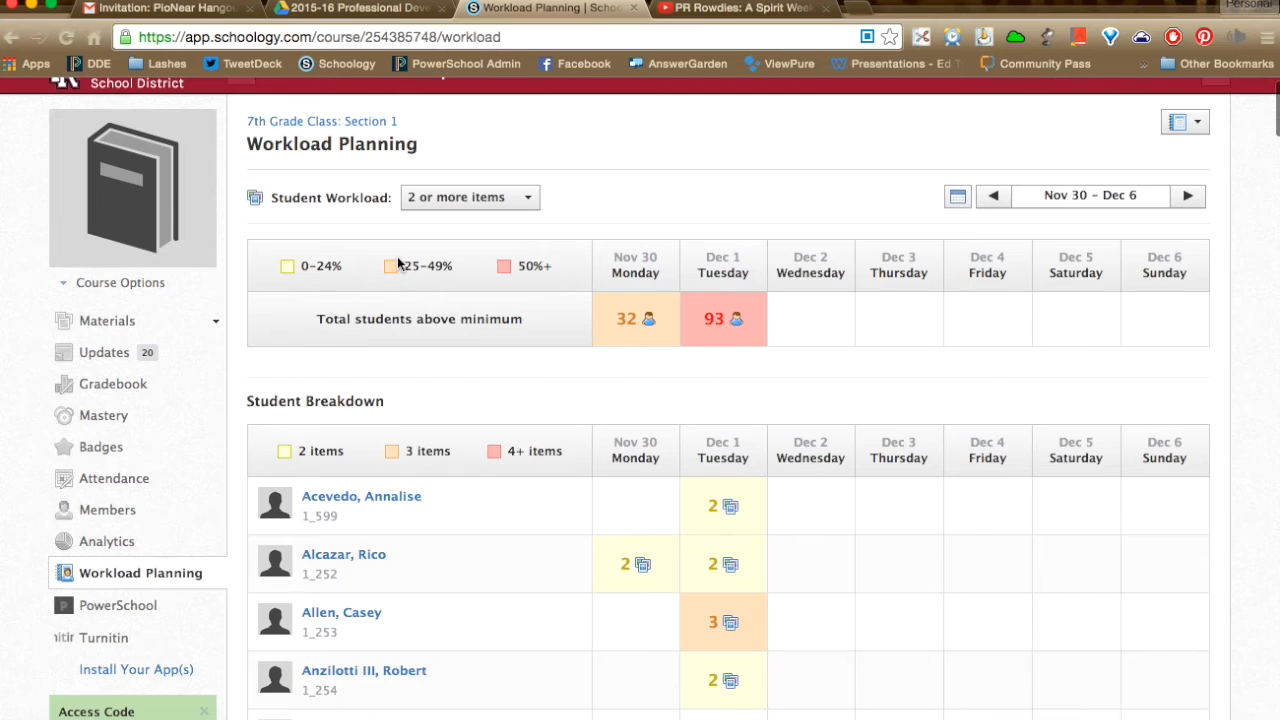 Invitation: PioNear Hangou
2015-16 Professional Deve
Workload Planning | Schoo
PR Rowdies: A Spirit Week
Personal
https://app.schoology.com/course/254385748/workload
Apps
DDE
Lashes
TweetDeck
Schoology
PowerSchool Admin
Facebook
AnswerGarden
ViewPure
Presentations - Ed T
Community Pass
»
Other Bookmarks
School District
7th Grade Class: Section 1
Workload Planning
Student Workload: 2 or more items
Nov 30 – Dec 6
0–24% 25–49% 50%+
Nov 30 Dec 1 Dec 2 Dec 3 Dec 4 Dec 5 Dec 6
Monday Tuesday Wednesday Thursday Friday Saturday Sunday
Total students above minimum 32 93
Course Options
Materials
Updates 20
Gradebook
Mastery
Badges
Attendance
Members
Analytics
Workload Planning
PowerSchool
Turnitin
Install Your App(s)
Access Code
Student Breakdown
2 items 3 items 4+ items
Nov 30 Dec 1 Dec 2 Dec 3 Dec 4 Dec 5 Dec 6
Monday Tuesday Wednesday Thursday Friday Saturday Sunday
Acevedo, Annalise 2
1_599
Alcazar, Rico 2 2
1_252
Allen, Casey 3
1_253
Anzilotti III, Robert 2
1_254